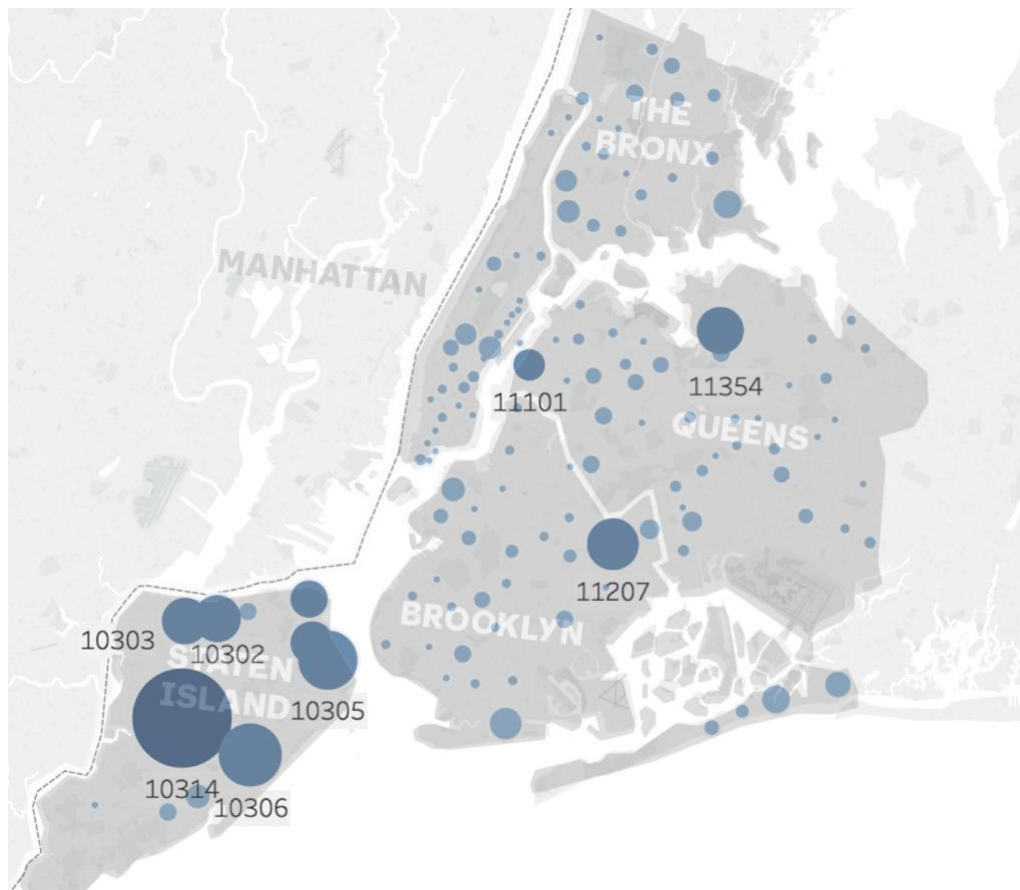 THE
BRONX
MANHATTAN
11354
11101
QUEENS
11207
BROOKLYN
10303
10302
STATEN
ISLAND
10305
10314
10306